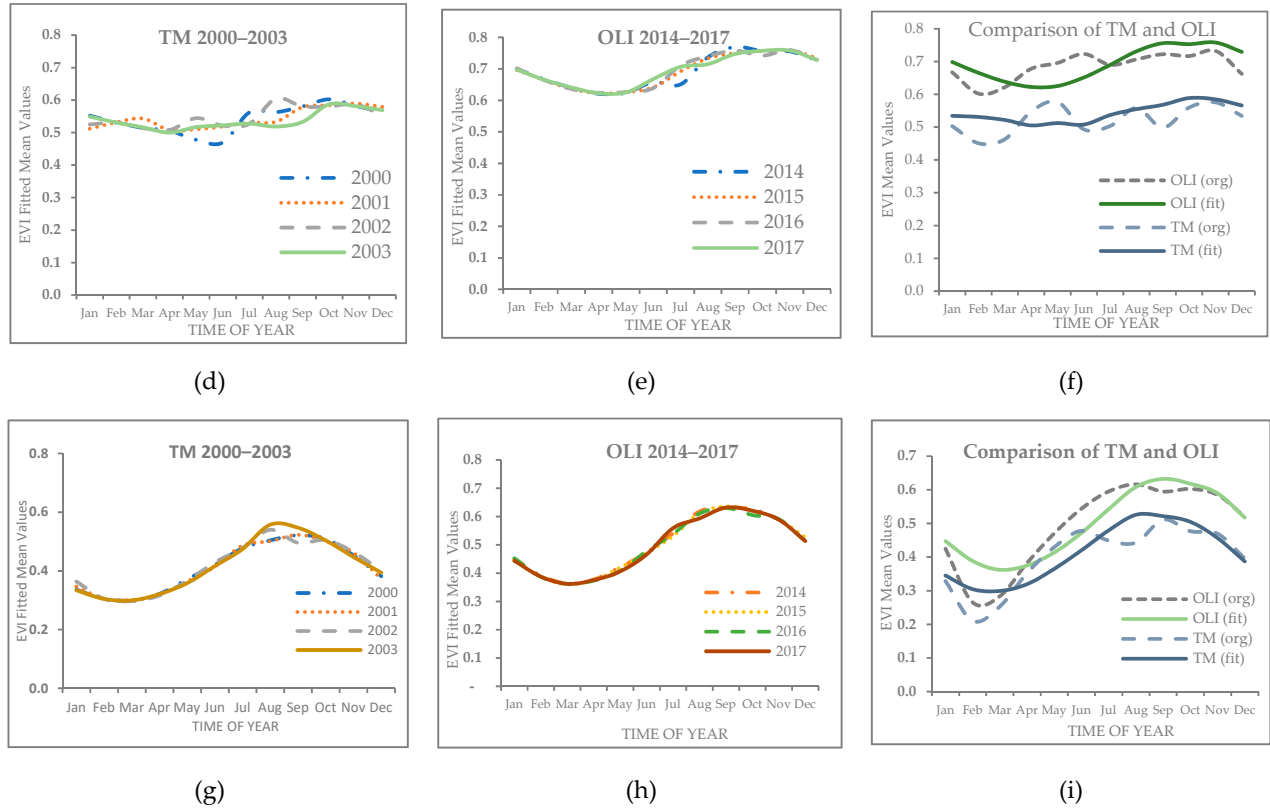 TM 2000–2003
EVI Fitted Mean Values
0.8
0.7
0.6
0.5
0.4
0.3
0.2
0.1
0.0
2000
2001
2002
2003
Jan Feb Mar Apr May Jun Jul Aug Sep Oct Nov Dec
TIME OF YEAR
(d)
OLI 2014–2017
EVI Fitted Mean Values
0.8
0.7
0.6
0.5
0.4
0.3
0.2
0.1
0.0
2014
2015
2016
2017
Jan Feb Mar Apr May Jun Jul Aug Sep Oct Nov Dec
TIME OF YEAR
(e)
Comparison of TM and OLI
EVI Mean Values
0.8
0.7
0.6
0.5
0.4
0.3
0.2
0.1
0.0
OLI (org)
OLI (fit)
TM (org)
TM (fit)
Jan Feb Mar Apr May Jun Jul Aug Sep Oct Nov Dec
TIME OF YEAR
(f)
TM 2000–2003
EVI Fitted Mean Values
0.8
0.6
0.4
0.2
0.0
2000
2001
2002
2003
Jan Feb Mar Apr May Jun Jul Aug Sep Oct Nov Dec
TIME OF YEAR
(g)
OLI 2014–2017
EVI Fitted Mean Values
0.8
0.7
0.6
0.5
0.4
0.3
0.2
0.1
-
2014
2015
2016
2017
Jan Feb Mar Apr May Jun Jul Aug Sep Oct Nov Dec
TIME OF YEAR
(h)
Comparison of TM and OLI
EVI Mean Values
0.7
0.6
0.5
0.4
0.3
0.2
0.1
0.0
OLI (org)
OLI (fit)
TM (org)
TM (fit)
Jan Feb Mar Apr May Jun Jul Aug Sep Oct Nov Dec
TIME OF YEAR
(i)